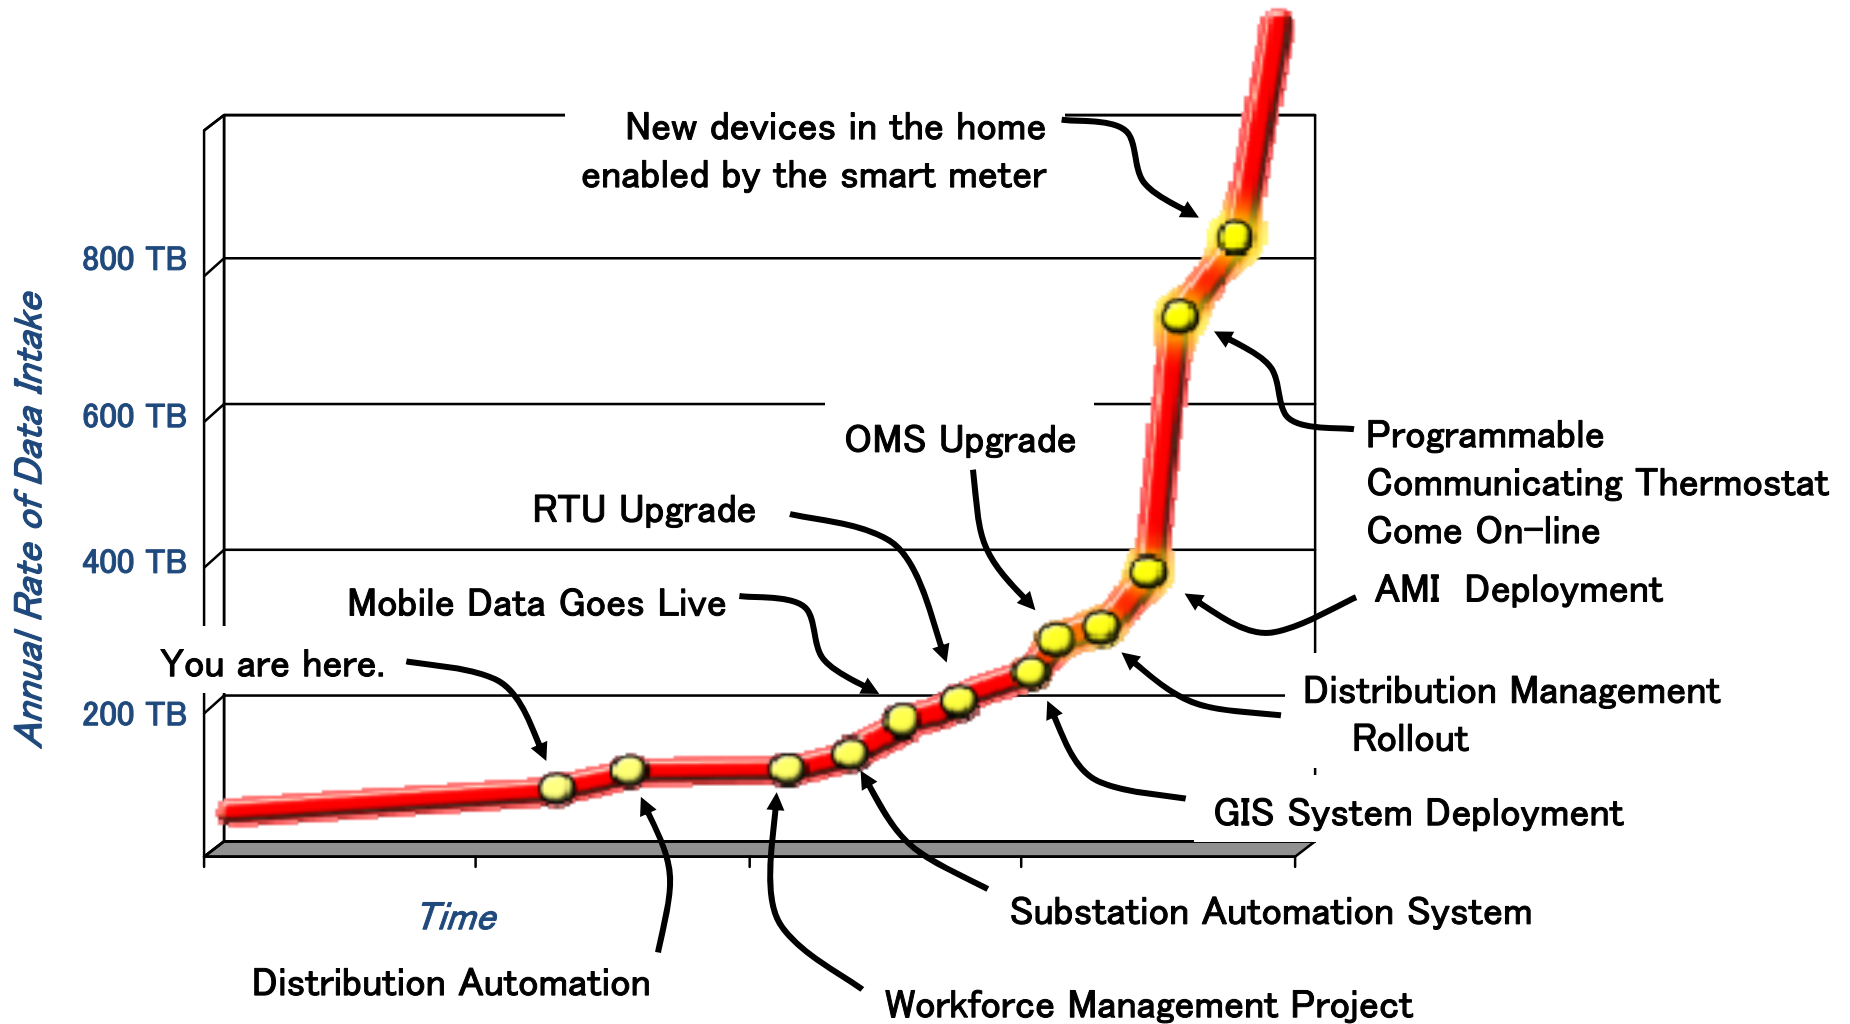 New devices in the home
enabled by the smart meter
800 TB
600 TB
400 TB
200 TB
Annual Rate of Data Intake
OMS Upgrade
Programmable
Communicating Thermostat
Come On-line
RTU Upgrade
AMI Deployment
Mobile Data Goes Live
You are here.
Distribution Management
Rollout
GIS System Deployment
Time
Substation Automation System
Distribution Automation
Workforce Management Project